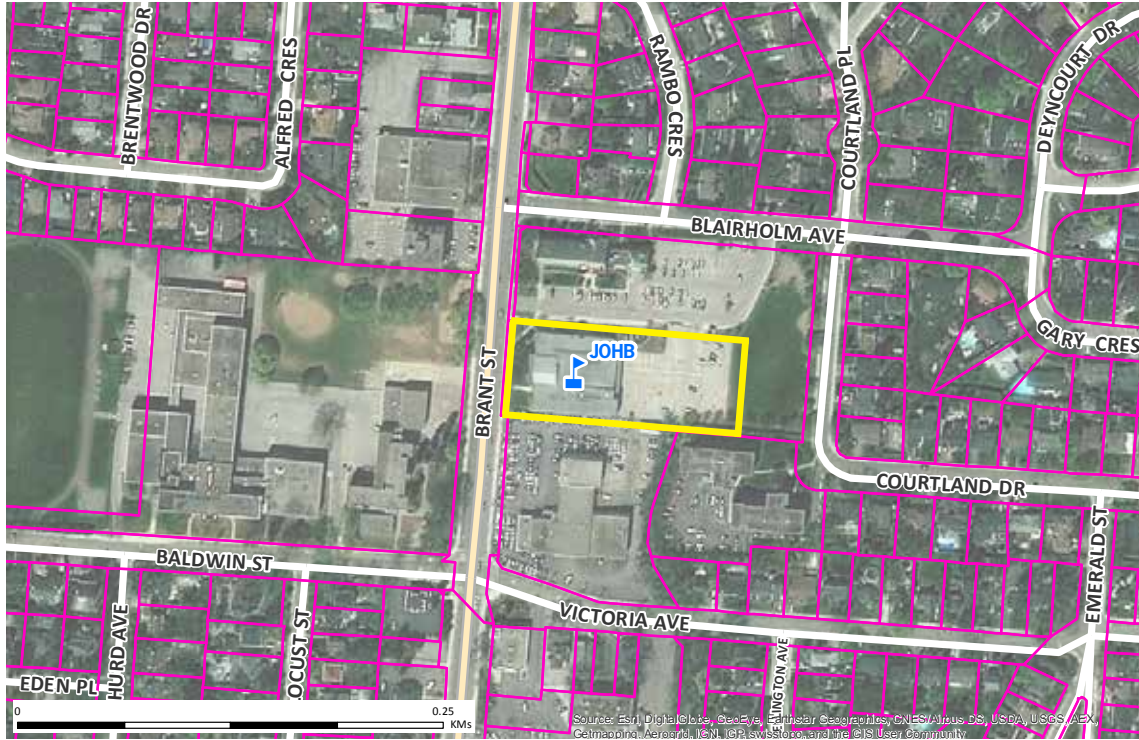 BRENTWOOD DR
ALFRED CRES
RAMBO CRES
COURTLAND PL
DEYNCOURT DR
BLAIRHOLM AVE
GARY CRES
BRANT ST
JOHB
COURTLAND DR
EMERALD ST
BALDWIN ST
VICTORIA AVE
HURD AVE
OCUST ST
EDEN PL
ELINGTON AVE
0
0.25
KMs
Source: Esri, DigitalGlobe, GeoEye, Earthstar Geographics, CNES/Airbus DS, USDA, USGS, AEX,
Getmapping, Aerogrid, IGN, IGP, swisstopo, and the GIS User Community